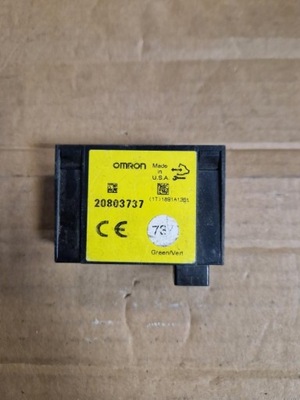 OMRON
Made
in
U.S.A.
20803737
CE
Green/Vert